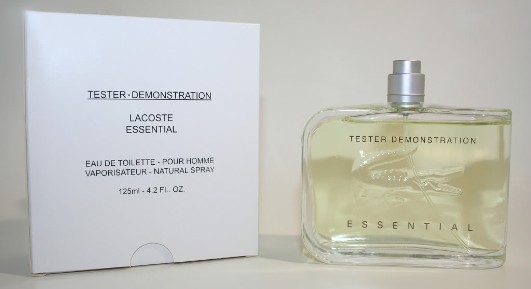 TESTER-DEMONSTRATION
LACOSTE
ESSENTIAL
EAU DE TOILETTE - POUR HOMME
VAPORISATEUR - NATURAL SPRAY
125ml - 4.2 FL. OZ.
TESTER-DEMONSTRATION
ESSENTIAL